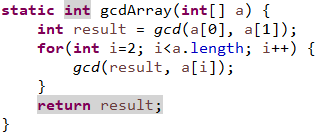 static int gcdArray(int[] a) {
    int result = gcd(a[0], a[1]);
    for(int i=2; i<a.length; i++) {
        gcd(result, a[i]);
    }
    return result;
}